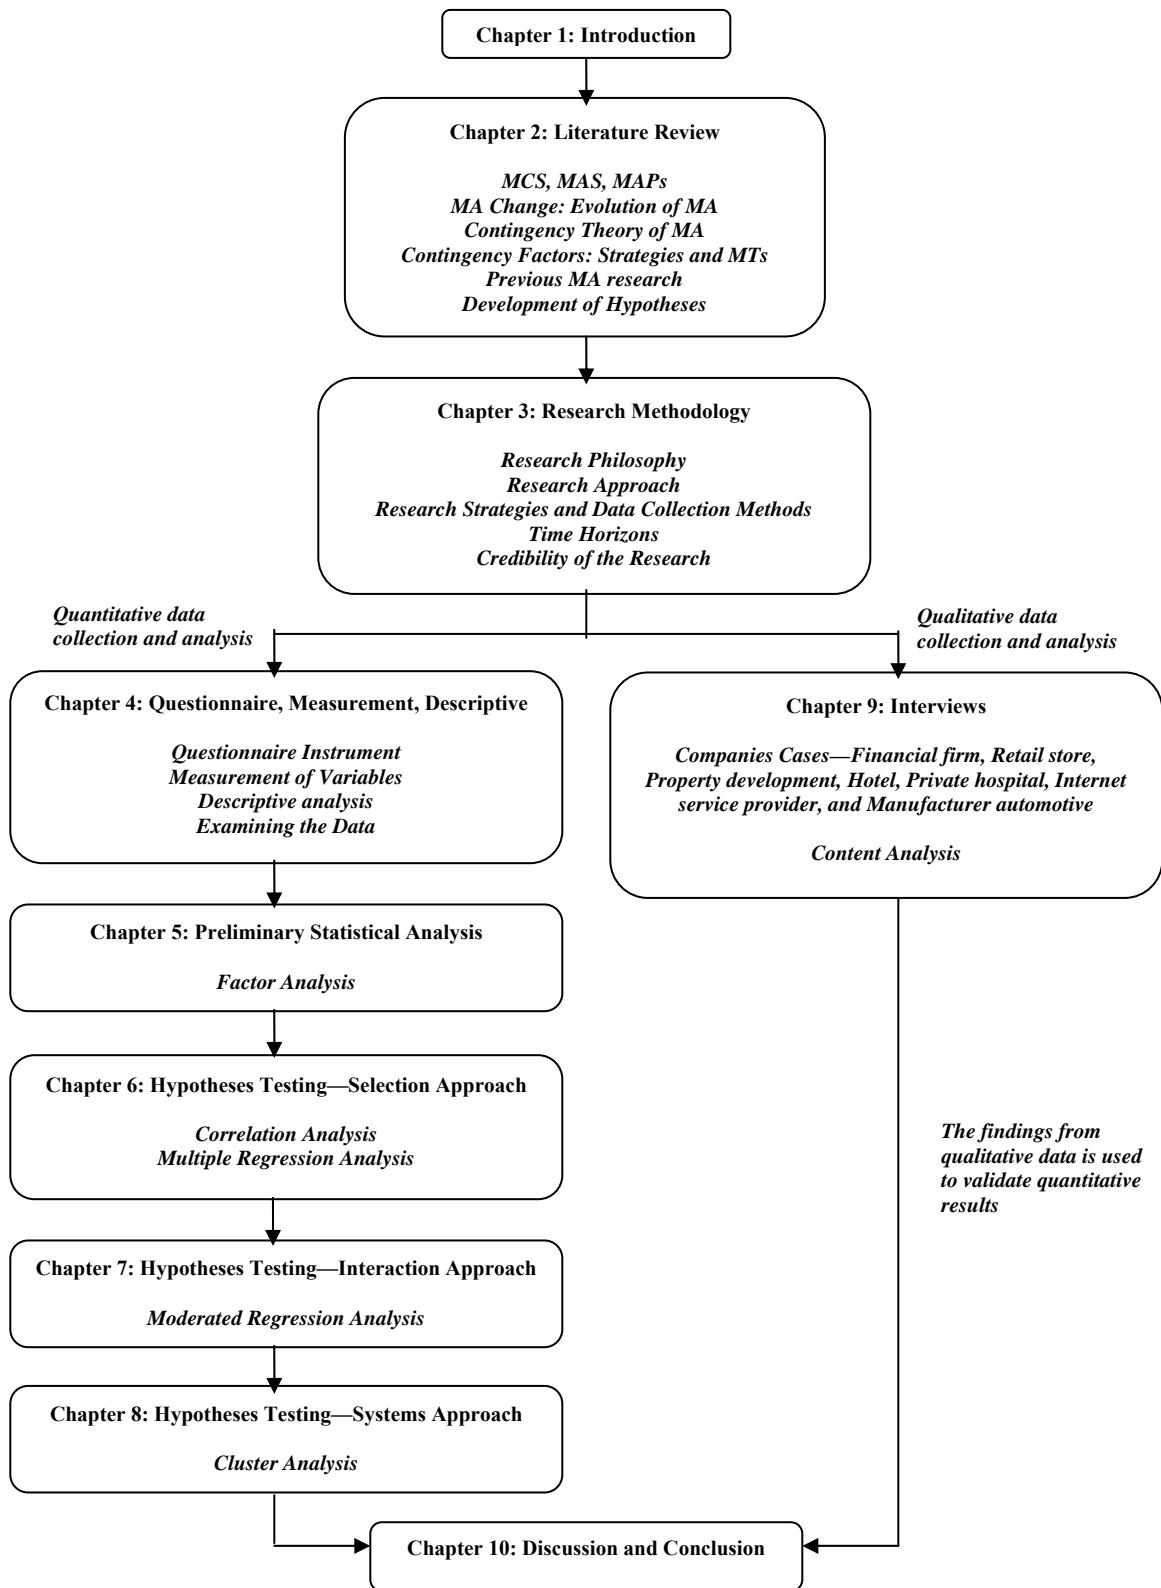 Chapter 1: Introduction
Chapter 2: Literature Review
MCS, MAS, MAPs
MA Change: Evolution of MA
Contingency Theory of MA
Contingency Factors: Strategies and MTs
Previous MA research
Development of Hypotheses
Chapter 3: Research Methodology
Research Philosophy
Research Approach
Research Strategies and Data Collection Methods
Time Horizons
Credibility of the Research
Quantitative data
collection and analysis
Qualitative data
collection and analysis
Chapter 4: Questionnaire, Measurement, Descriptive
Questionnaire Instrument
Measurement of Variables
Descriptive analysis
Examining the Data
Chapter 9: Interviews
Companies Cases—Financial firm, Retail store,
Property development, Hotel, Private hospital, Internet
service provider, and Manufacturer automotive
Content Analysis
Chapter 5: Preliminary Statistical Analysis
Factor Analysis
Chapter 6: Hypotheses Testing—Selection Approach
Correlation Analysis
Multiple Regression Analysis
The findings from
qualitative data is used
to validate quantitative
results
Chapter 7: Hypotheses Testing—Interaction Approach
Moderated Regression Analysis
Chapter 8: Hypotheses Testing—Systems Approach
Cluster Analysis
Chapter 10: Discussion and Conclusion